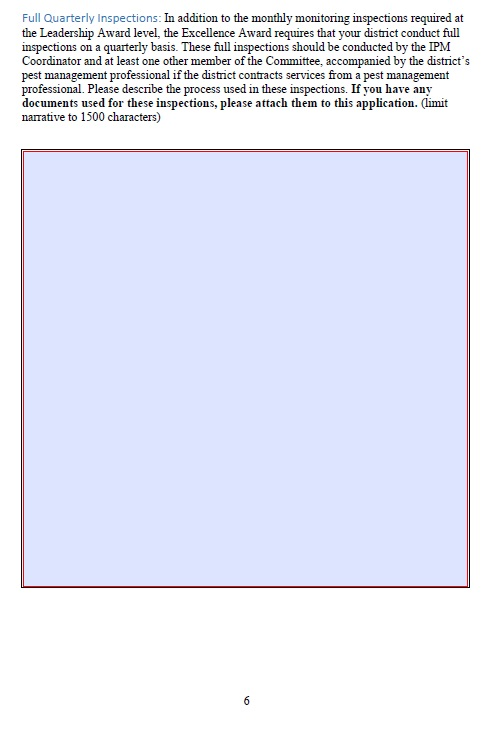 Full Quarterly Inspections: In addition to the monthly monitoring inspections required at
the Leadership Award level, the Excellence Award requires that your district conduct full
inspections on a quarterly basis. These full inspections should be conducted by the IPM
Coordinator and at least one other member of the Committee, accompanied by the district's
pest management professional if the district contracts services from a pest management
professional. Please describe the process used in these inspections. If you have any
documents used for these inspections, please attach them to this application. (limit
narrative to 1500 characters)
6